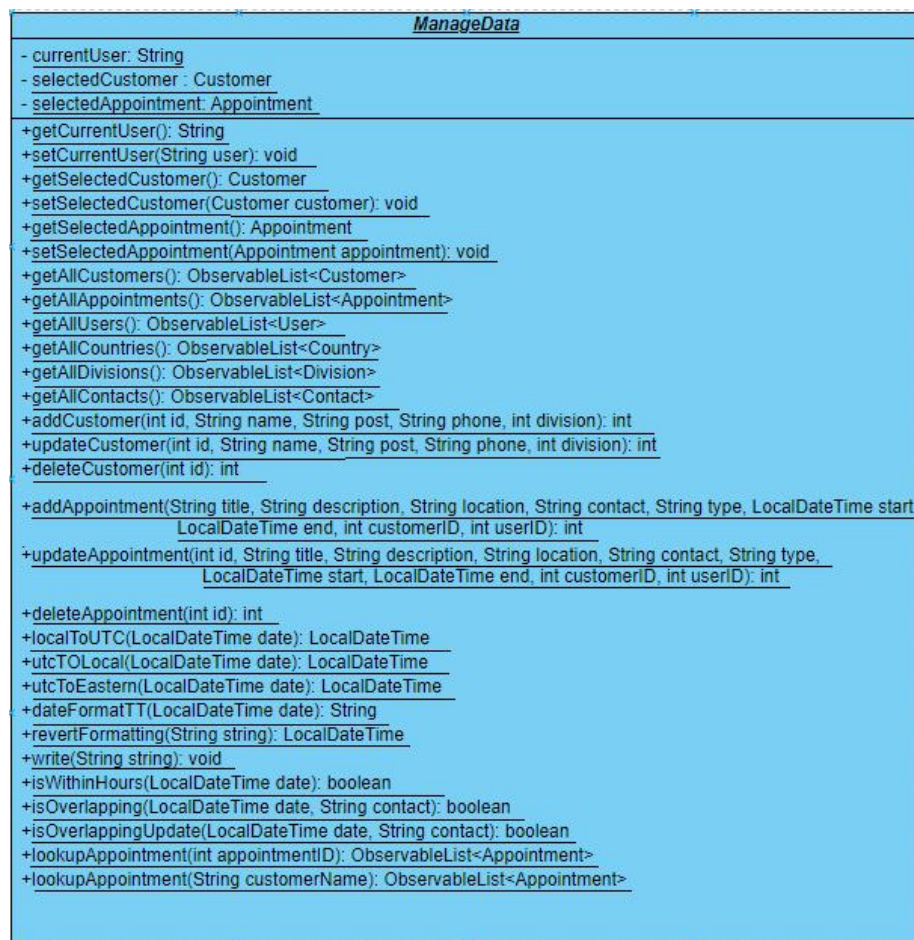 ManageData
- currentUser: String
- selectedCustomer : Customer
- selectedAppointment: Appointment
+getCurrentUser(): String
+setCurrentUser(String user): void
+getSelectedCustomer(): Customer
+setSelectedCustomer(Customer customer): void
+getSelectedAppointment(): Appointment
+setSelectedAppointment(Appointment appointment): void
+getAllCustomers(): ObservableList<Customer>
+getAllAppointments(): ObservableList<Appointment>
+getAllUsers(): ObservableList<User>
+getAllCountries(): ObservableList<Country>
+getAllDivisions(): ObservableList<Division>
+getAllContacts(): ObservableList<Contact>
+addCustomer(int id, String name, String post, String phone, int division): int
+updateCustomer(int id, String name, String post, String phone, int division): int
+deleteCustomer(int id): int
+addAppointment(String title, String description, String location, String contact, String type, LocalDateTime start
LocalDateTime end, int customerID, int userID): int
+updateAppointment(int id, String title, String description, String location, String contact, String type,
LocalDateTime start, LocalDateTime end, int customerID, int userID): int
+deleteAppointment(int id): int
+localToUTC(LocalDateTime date): LocalDateTime
+utcTOLocal(LocalDateTime date): LocalDateTime
+utcToEastern(LocalDateTime date): LocalDateTime
+dateFormatTT(LocalDateTime date): String
+revertFormatting(String string): LocalDateTime
+write(String string): void
+isWithinHours(LocalDateTime date): boolean
+isOverlapping(LocalDateTime date, String contact): boolean
+isOverlappingUpdate(LocalDateTime date, String contact): boolean
+lookupAppointment(int appointmentID): ObservableList<Appointment>
+lookupAppointment(String customerName): ObservableList<Appointment>